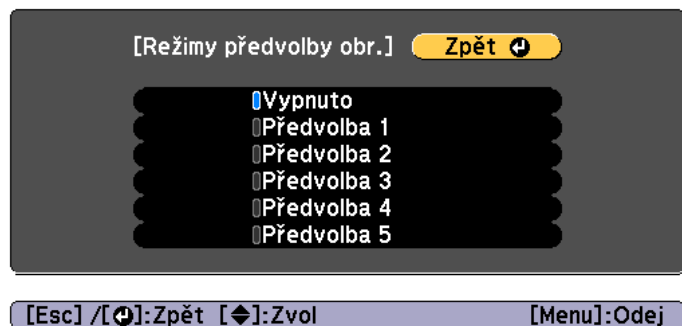 [Režimy předvolby obr.] Zpět
Vypnuto
Předvolba 1
Předvolba 2
Předvolba 3
Předvolba 4
Předvolba 5
[Esc] /[⏎]:Zpět [◆]:Zvol [Menu]:Odej